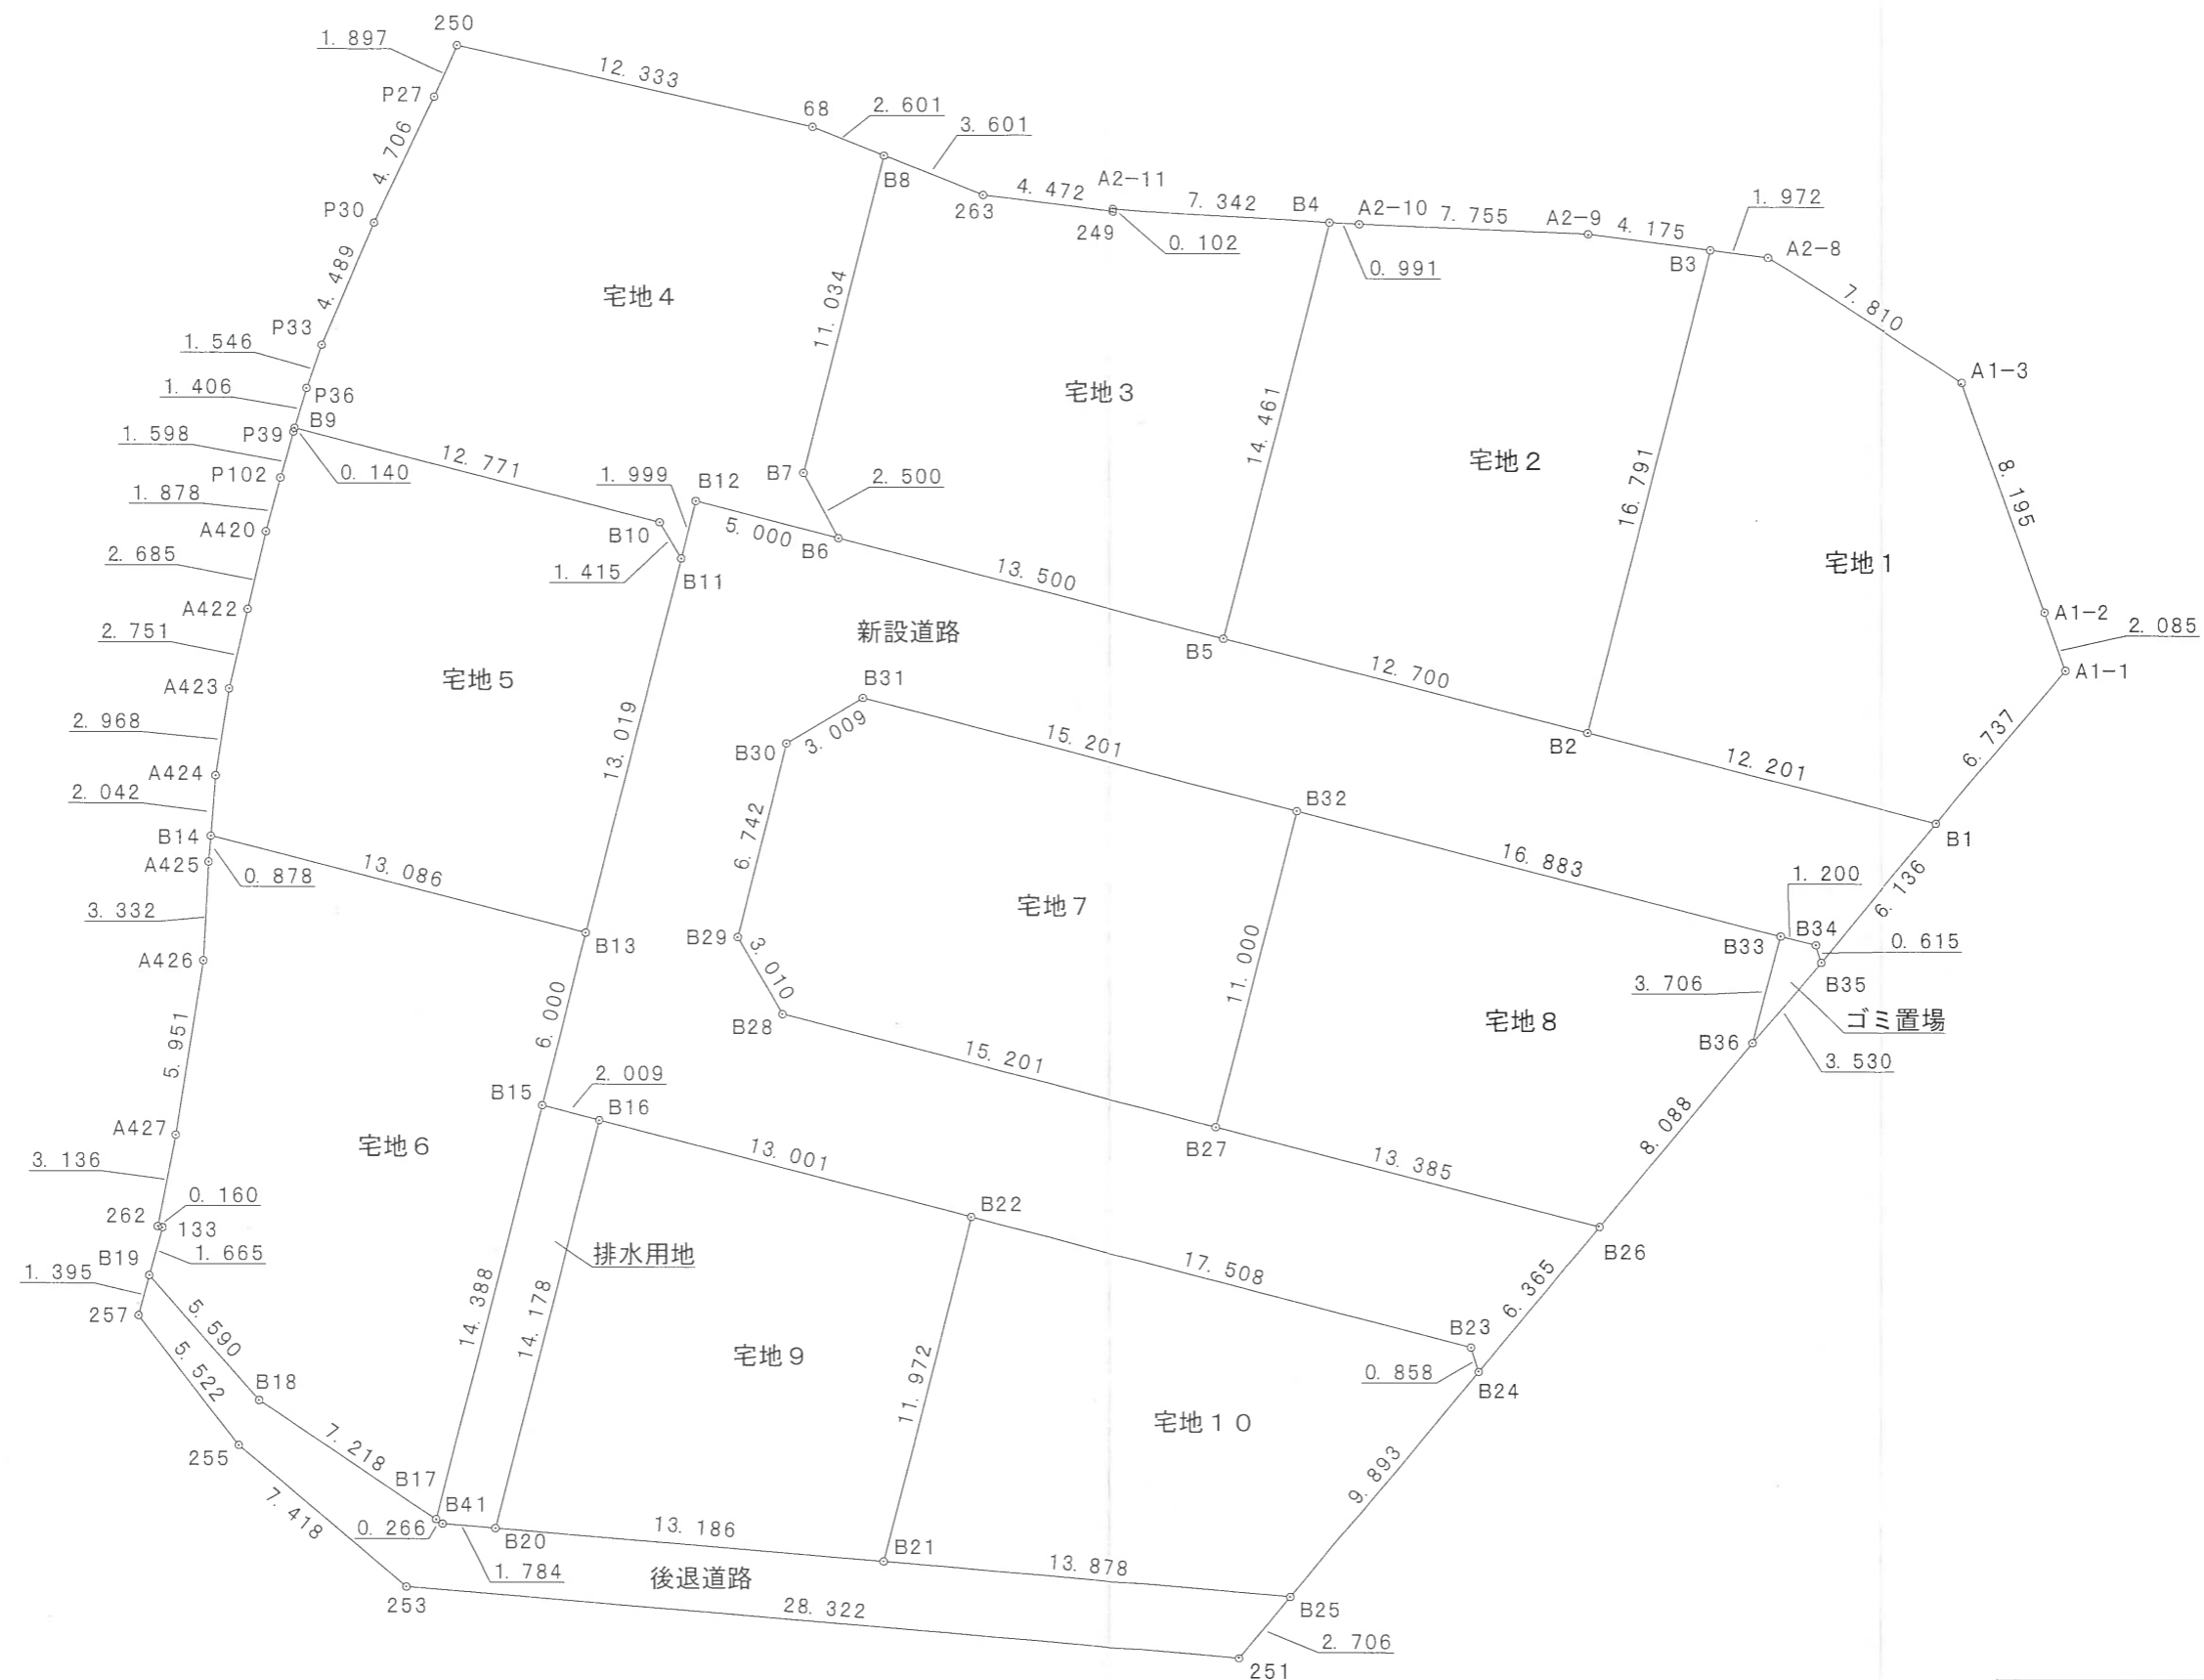 250
1. 897
12. 333
P27
68
2. 601
3. 601
4. 706
B8
A2-11
4. 472
7. 342
B4
A2-10
7. 755
A2-9
4. 175
1. 972
P30
263
249
0. 102
0. 991
B3
A2-8
4. 489
宅地4
11. 034
7. 810
P33
1. 546
宅地3
A1-3
1. 406
P36
14. 461
B9
P39
1. 598
12. 771
宅地2
0. 140
P102
1. 999
B12
B7
2. 500
8. 195
1. 878
16. 791
A420
B10
5. 000
B6
2. 685
1. 415
B11
13. 500
宅地1
A422
A1-2
2. 751
新設道路
2. 085
B5
宅地5
A423
B31
12. 700
A1-1
2. 968
13. 019
B30
3. 009
15. 201
B2
6. 737
A424
12. 201
2. 042
B32
B14
6. 742
B1
A425
13. 086
0. 878
16. 883
1. 200
6. 136
3. 332
宅地7
B29
B13
B34
B33
0. 615
A426
3. 010
11. 000
3. 706
B35
6. 000
B28
宅地8
ゴミ置場
5. 951
15. 201
B36
3. 530
2. 009
B15
B16
A427
宅地6
8. 088
3. 136
13. 001
B27
13. 385
0. 160
B22
262
133
B26
B19
1. 665
排水用地
1. 395
17. 508
257
5. 590
14. 388
14. 178
6. 365
B23
宅地9
5. 522
0. 858
B18
B24
11. 972
宅地10
7. 218
255
B17
9. 893
7. 418
B41
0. 266
B20
13. 186
B21
1. 784
後退道路
13. 878
253
28. 322
B25
2. 706
251